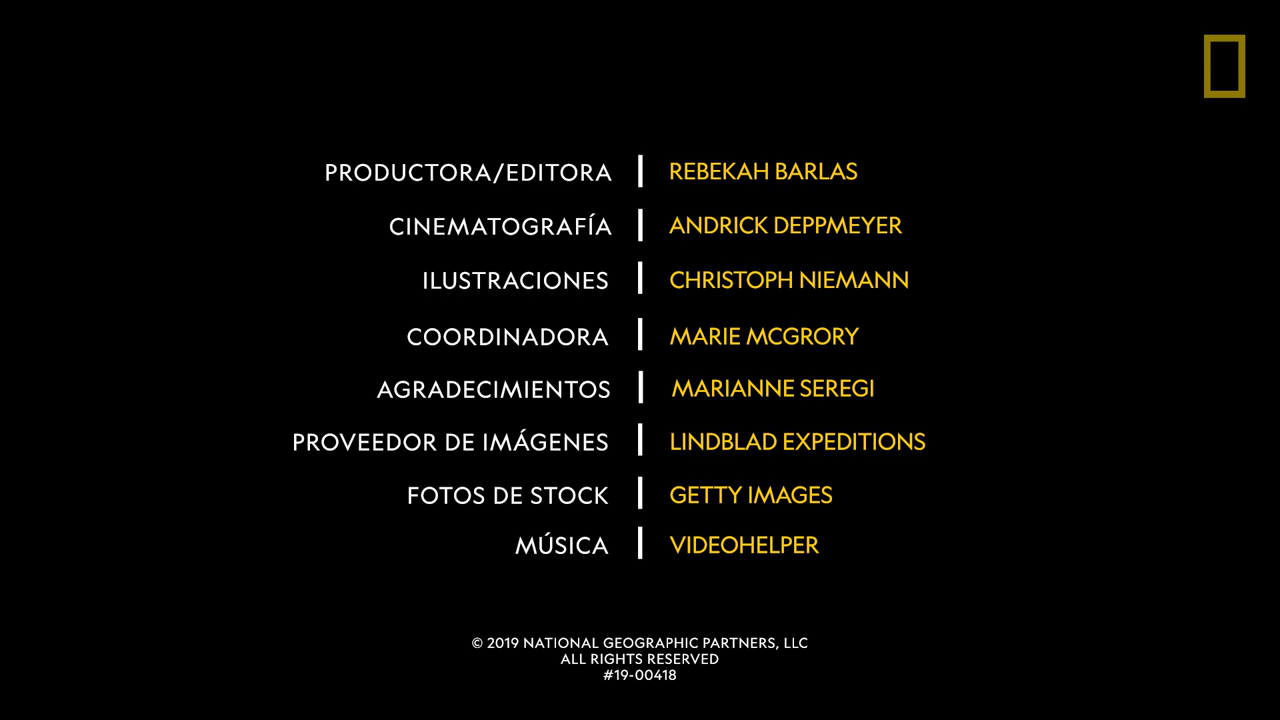 PRODUCTORA/EDITORA | REBEKAH BARLAS
CINEMATOGRAFÍA | ANDRICK DEPPMEYER
ILUSTRACIONES | CHRISTOPH NIEMANN
COORDINADORA | MARIE MCGRORY
AGRADECIMIENTOS | MARIANNE SEREGI
PROVEEDOR DE IMÁGENES | LINDBLAD EXPEDITIONS
FOTOS DE STOCK | GETTY IMAGES
MÚSICA | VIDEOHELPER
© 2019 NATIONAL GEOGRAPHIC PARTNERS, LLC
ALL RIGHTS RESERVED
#19-00418